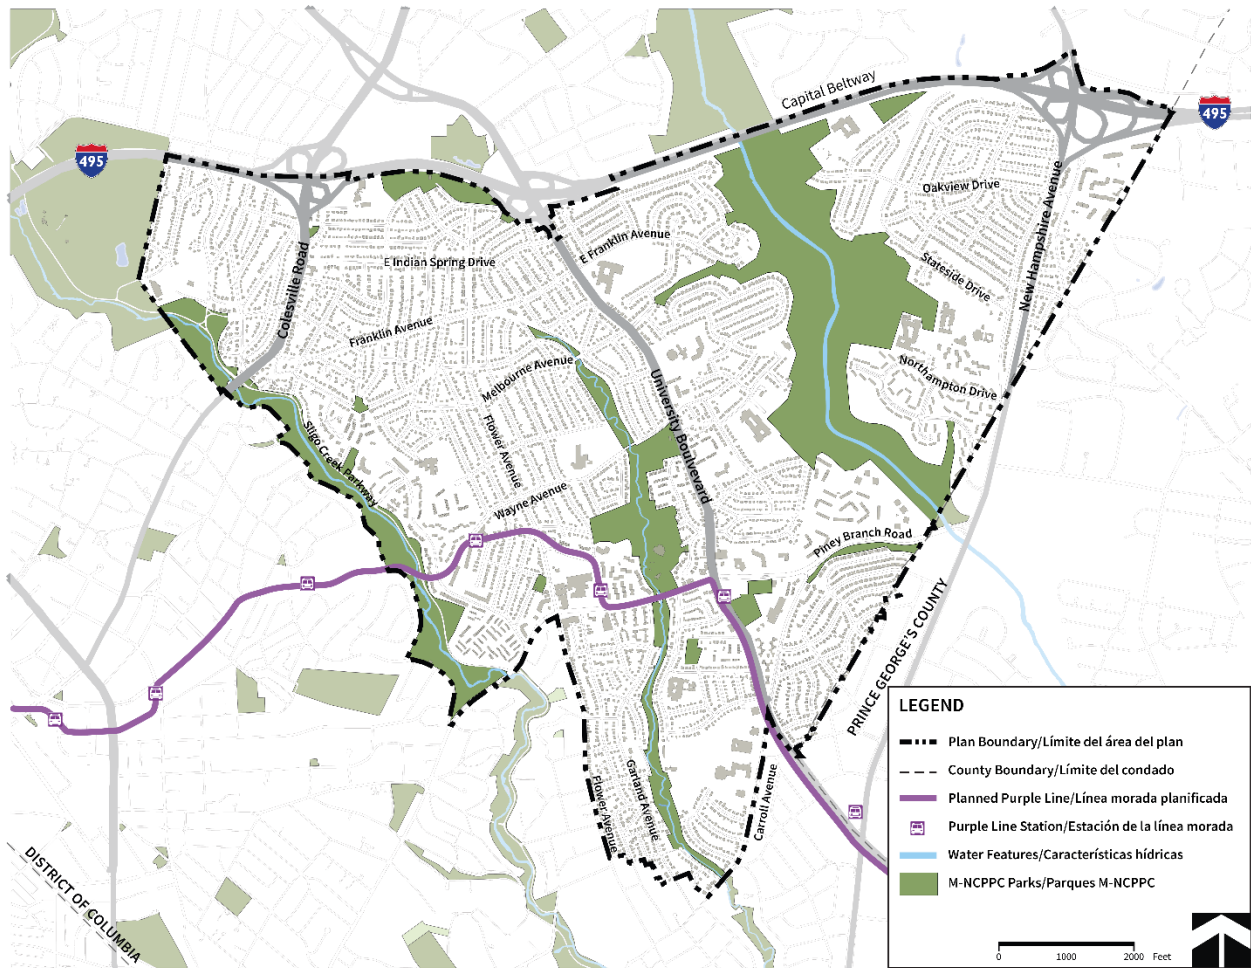 Capital Beltway
495
495
Oakview Drive
E Franklin Avenue
E Indian Spring Drive
New Hampshire Avenue
Stateside Drive
Colesville Road
Franklin Avenue
Melbourne Avenue
Northampton Drive
University Boulvevard
Flower Avenue
Sligo Creek Parkway
Wayne Avenue
Piney Branch Road
PRINCE GEORGE'S COUNTY
Garland Avenue
Flower Avenue
Carroll Avenue
DISTRICT OF COLUMBIA
LEGEND
Plan Boundary/Límite del área del plan
County Boundary/Límite del condado
Planned Purple Line/Línea morada planificada
Purple Line Station/Estación de la línea morada
Water Features/Características hídricas
M-NCPPC Parks/Parques M-NCPPC
0 1000 2000 Feet